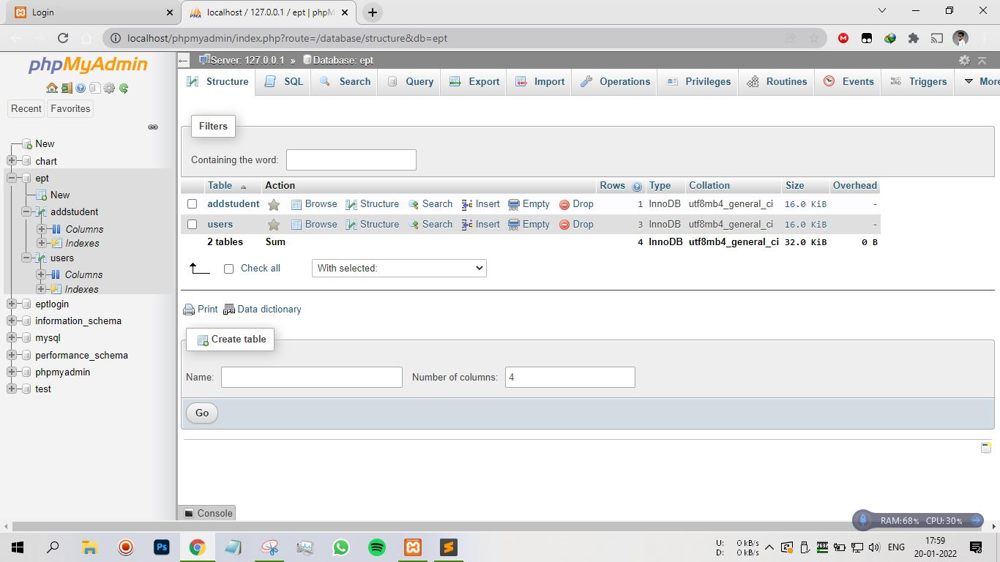 Login
localhost / 127.0.0.1 / ept | phpM
localhost/phpmyadmin/index.php?route=/database/structure&db=ept
phpMyAdmin
Recent
Favorites
New
chart
ept
New
addstudent
Columns
Indexes
users
Columns
Indexes
eptlogin
information_schema
mysql
performance_schema
phpmyadmin
test
Server: 127.0.0.1 » Database: ept
Structure SQL Search Query Export Import Operations Privileges Routines Events Triggers More
Filters
Containing the word:
Table Action Rows Type Collation Size Overhead
addstudent Browse Structure Search Insert Empty Drop 1 InnoDB utf8mb4_general_ci 16.0 KiB -
users Browse Structure Search Insert Empty Drop 3 InnoDB utf8mb4_general_ci 16.0 KiB -
2 tables Sum 4 InnoDB utf8mb4_general_ci 32.0 KiB 0 B
Check all With selected:
Print Data dictionary
Create table
Name: Number of columns: 4
Go
Console
RAM:68% CPU:30%
U: 0 kB/s
D: 0 kB/s
ENG
17:59
20-01-2022